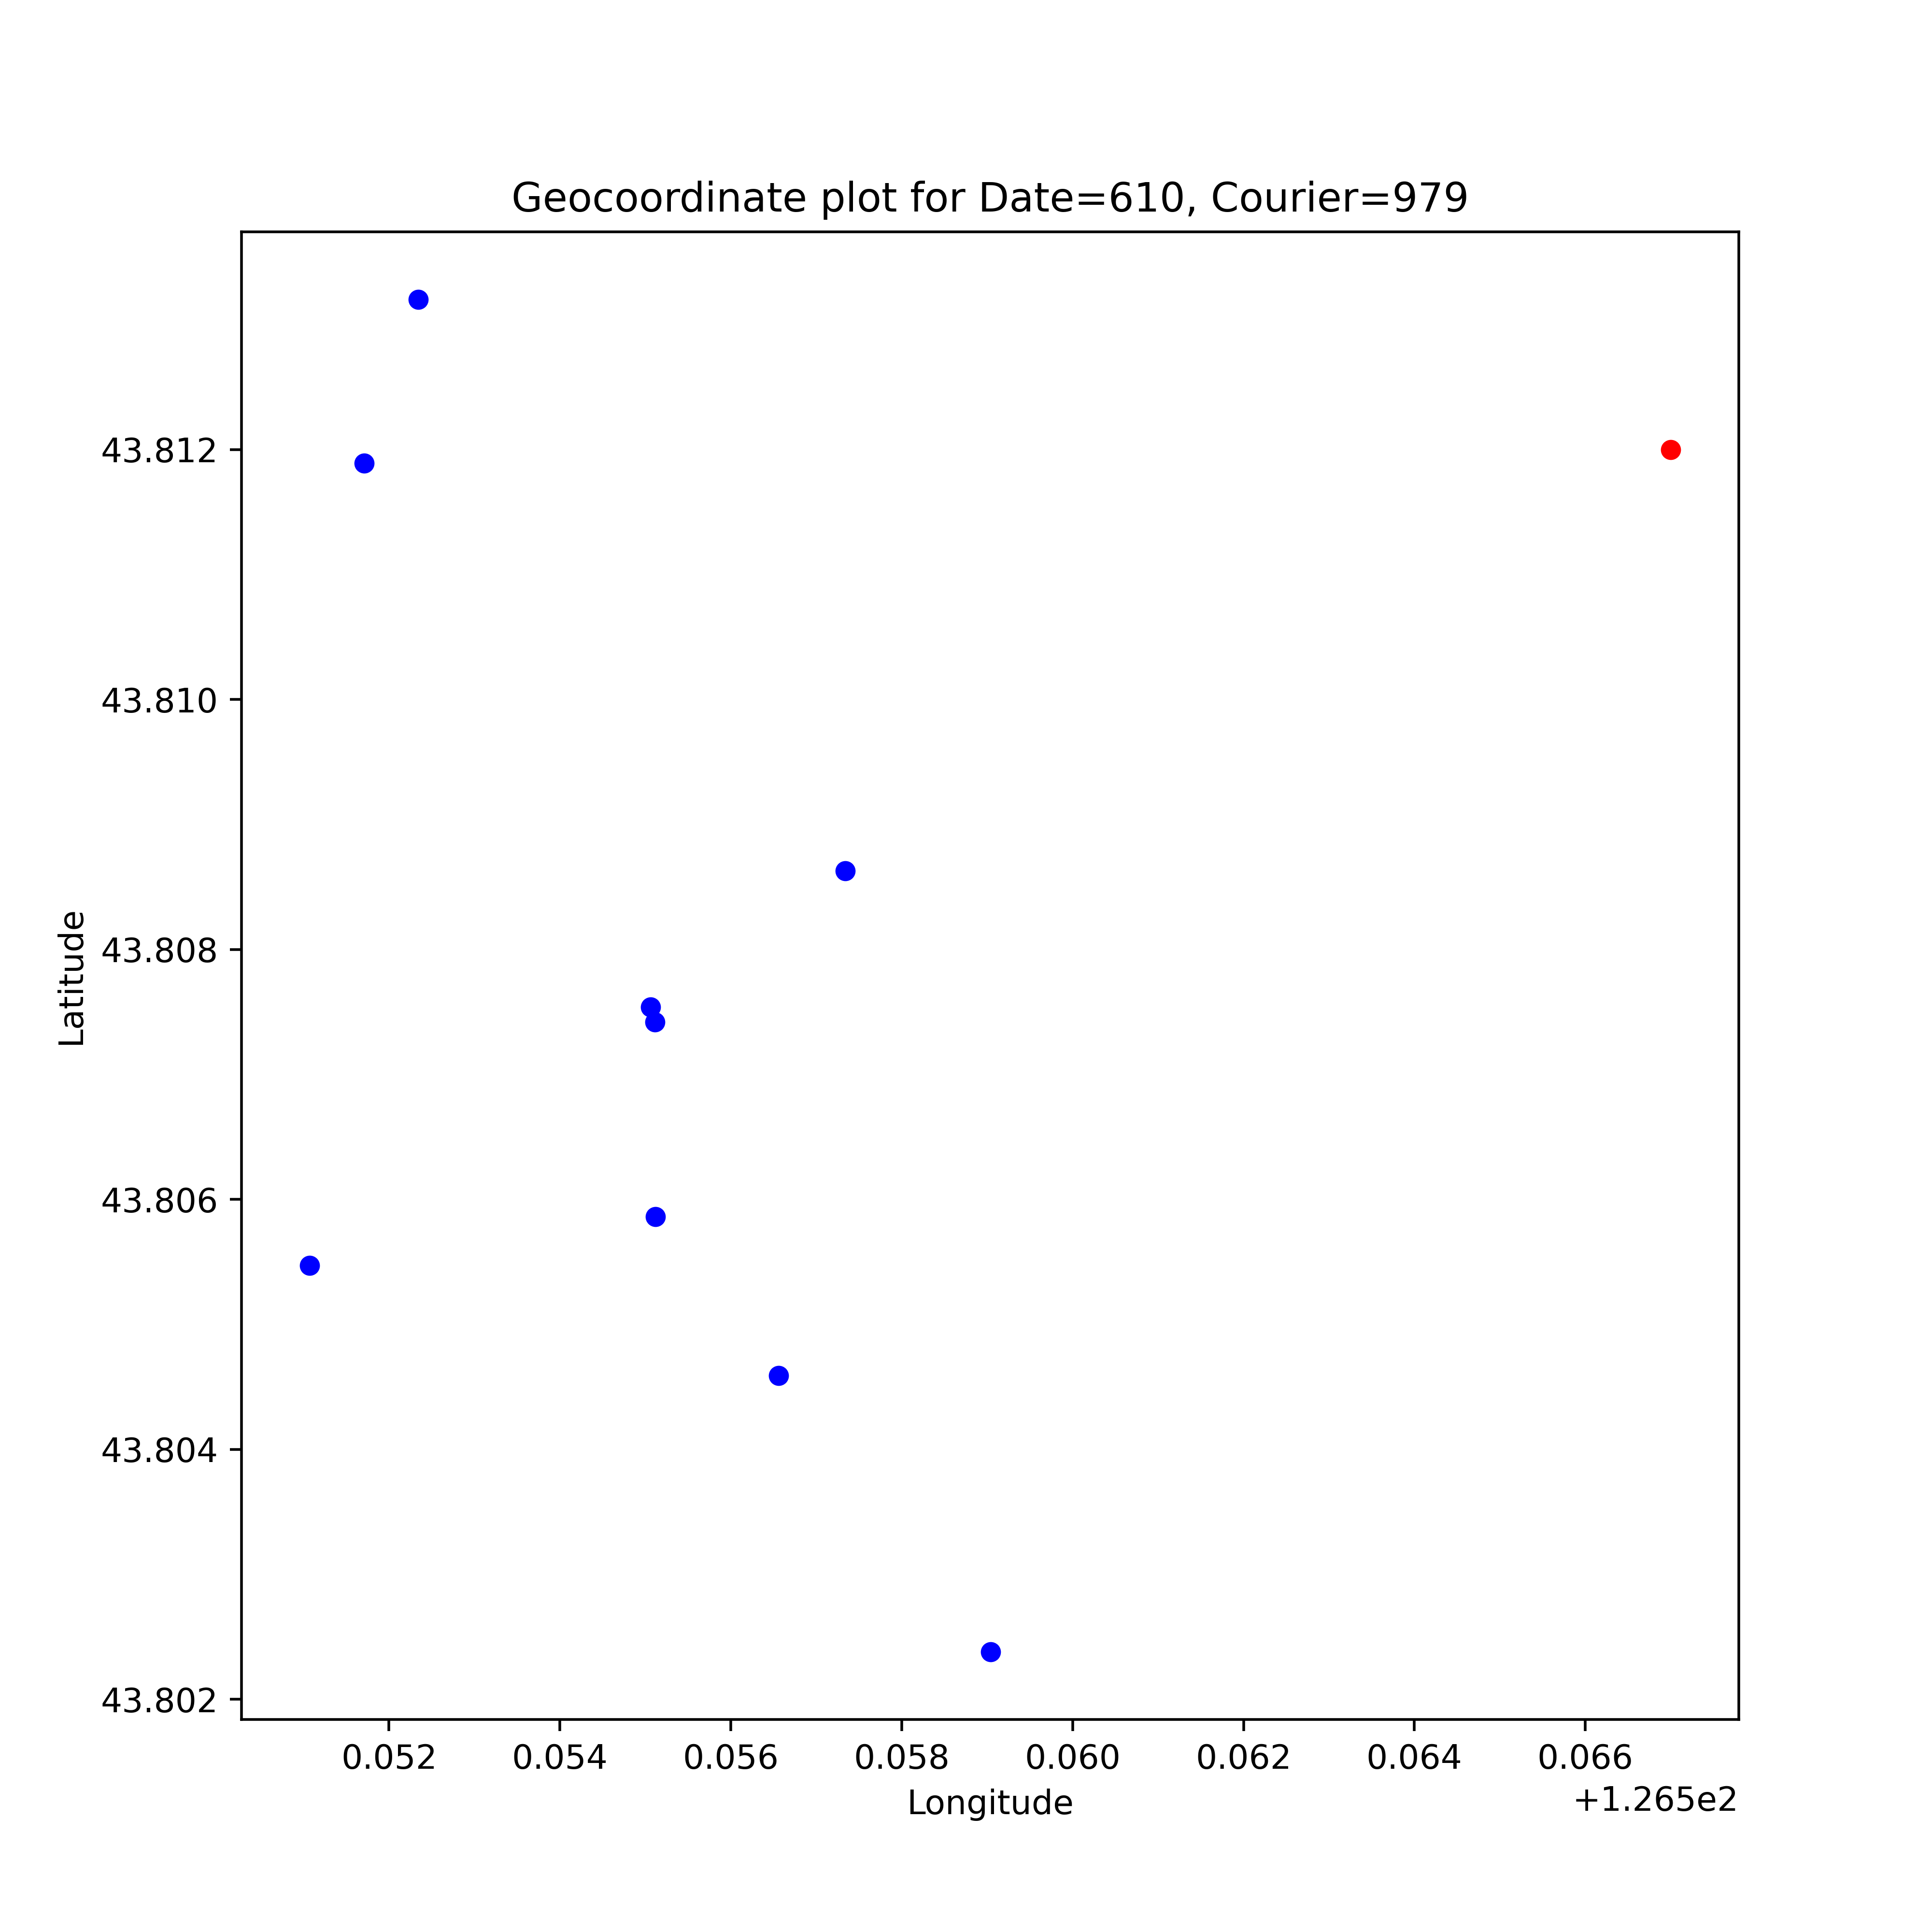 Geocoordinate plot for Date=610, Courier=979
43.812
43.810
43.808
43.806
43.804
43.802
Latitude
0.052 0.054 0.056 0.058 0.060 0.062 0.064 0.066
+1.265e2
Longitude